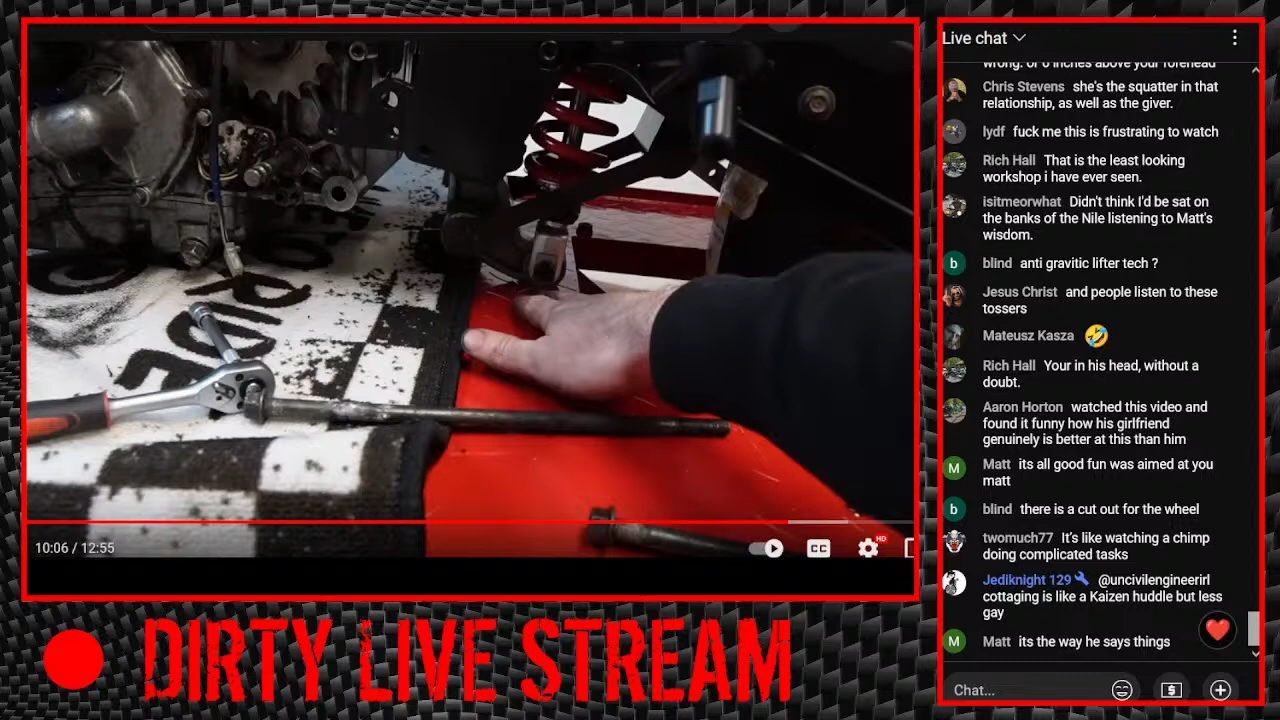 RIDE
10:06 / 12:55
CC
HD
DIRTY LIVE STREAM
Live chat
wrong. or 6 inches above your forehead
Chris Stevens she's the squatter in that
relationship, as well as the giver.
lydf fuck me this is frustrating to watch
Rich Hall That is the least looking
workshop i have ever seen.
isitmeorwhat Didn't think I'd be sat on
the banks of the Nile listening to Matt's
wisdom.
b blind anti gravitic lifter tech ?
Jesus Christ and people listen to these
tossers
Mateusz Kasza 🤣
Rich Hall Your in his head, without a
doubt.
Aaron Horton watched this video and
found it funny how his girlfriend
genuinely is better at this than him
M Matt its all good fun was aimed at you
matt
b blind there is a cut out for the wheel
twomuch77 It's like watching a chimp
doing complicated tasks
Jediknight 129 @uncivilengineerirl
cottaging is like a Kaizen huddle but less
gay
M Matt its the way he says things
Chat...
$